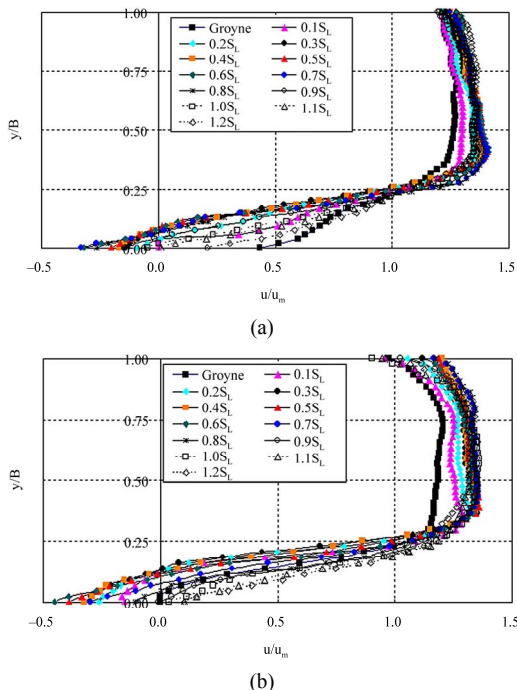 1.00
0.75
0.50
0.25
0.00
y/B
Groyne 0.1S_L
0.2S_L 0.3S_L
0.4S_L 0.5S_L
0.6S_L 0.7S_L
0.8S_L 0.9S_L
1.0S_L 1.1S_L
1.2S_L
−0.5 0.0 0.5 1.0 1.5
u/u_m
(a)
1.00
0.75
0.50
0.25
0.00
y/B
Groyne 0.1S_L
0.2S_L 0.3S_L
0.4S_L 0.5S_L
0.6S_L 0.7S_L
0.8S_L 0.9S_L
1.0S_L 1.1S_L
1.2S_L
−0.5 0.0 0.5 1.0 1.5
u/u_m
(b)